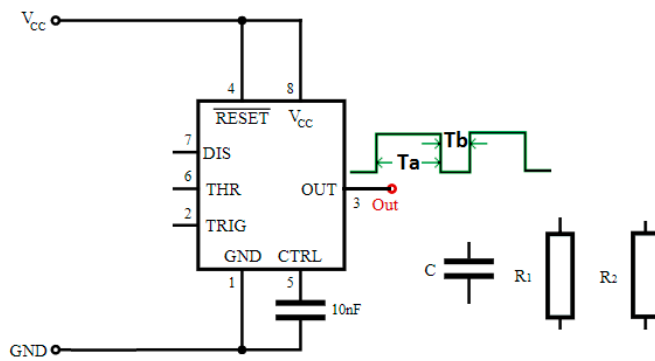 VCC
4
8
RESET
VCC
7
DIS
Tb
Ta
6
THR
OUT
3
Out
2
TRIG
GND
CTRL
C
R1
R2
1
5
10nF
GND